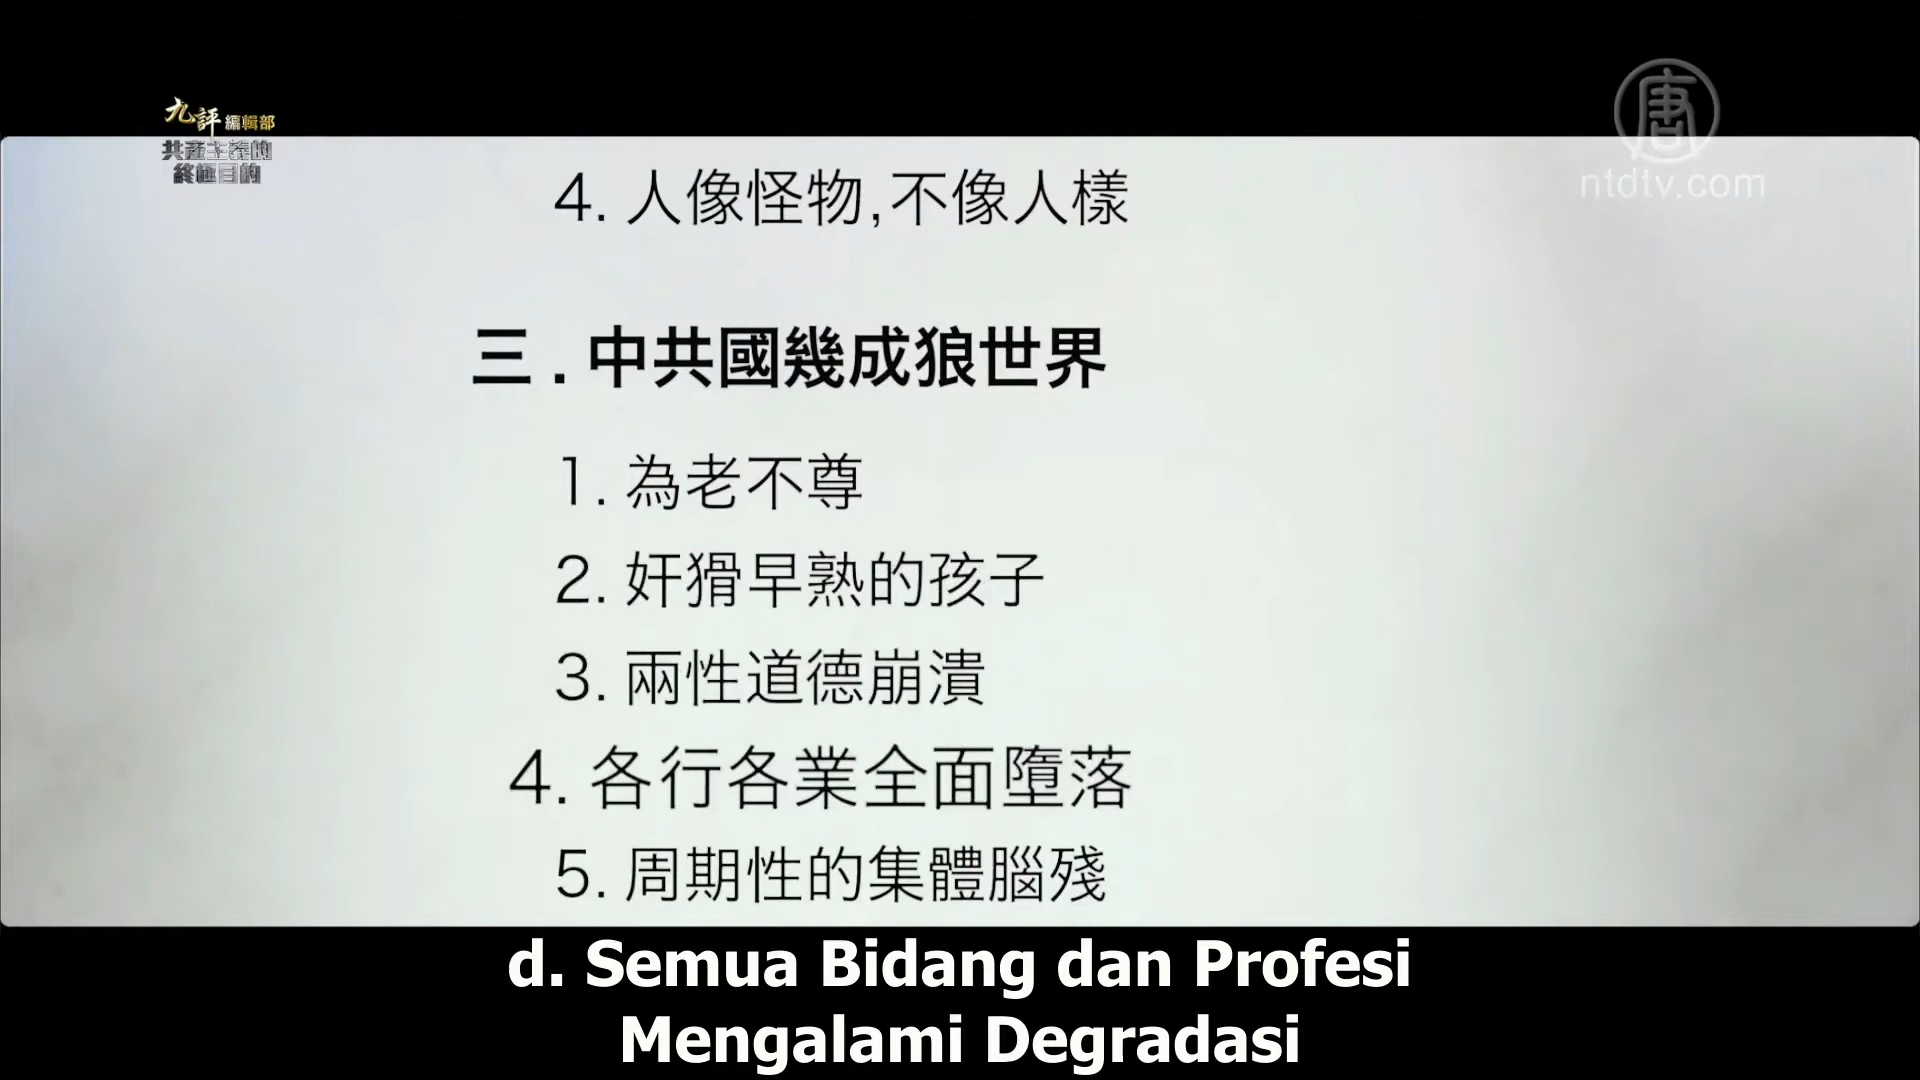 九評 編輯部
共產主義的
終極目的
唐
ntdtv.com
4. 人像怪物,不像人樣
三 . 中共國幾成狼世界
1. 為老不尊
2. 奸猾早熟的孩子
3. 兩性道德崩潰
4. 各行各業全面墮落
5. 周期性的集體腦殘
d. Semua Bidang dan Profesi
Mengalami Degradasi